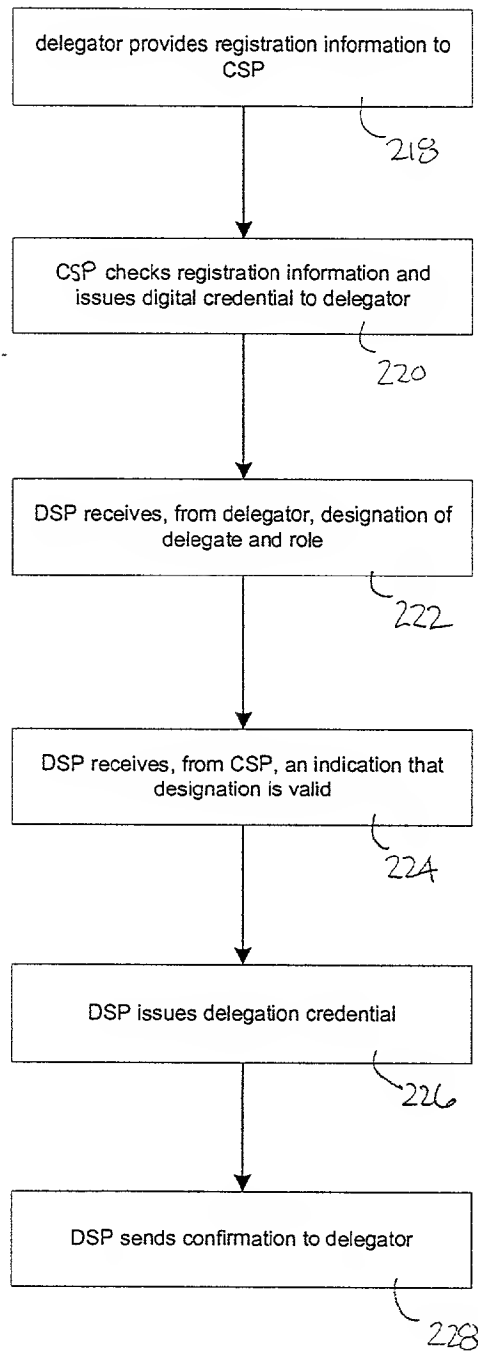 delegator provides registration information to
CSP
218
CSP checks registration information and
issues digital credential to delegator
220
DSP receives, from delegator, designation of
delegate and role
222
DSP receives, from CSP, an indication that
designation is valid
224
DSP issues delegation credential
226
DSP sends confirmation to delegator
228